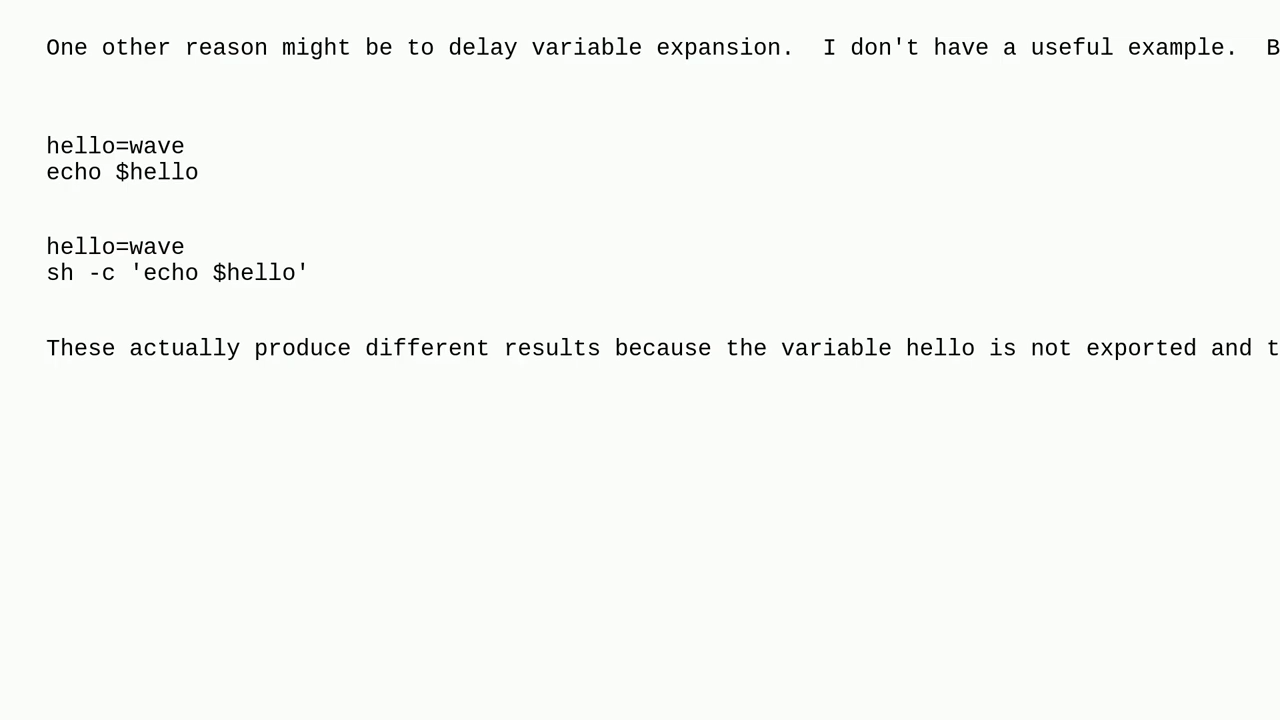 One other reason might be to delay variable expansion.  I don't have a useful example.  B
hello=wave
echo $hello
hello=wave
sh -c 'echo $hello'
These actually produce different results because the variable hello is not exported and t